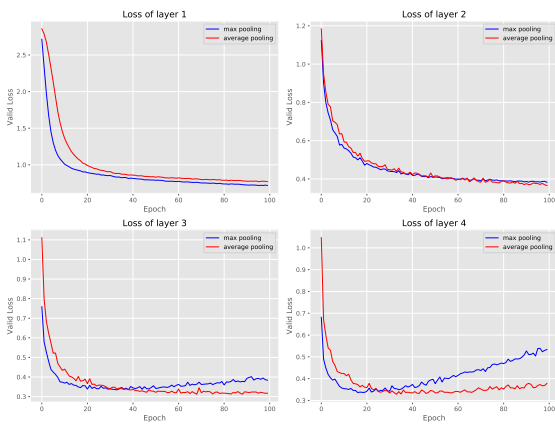 Loss of layer 1
max pooling
average pooling
Valid Loss
2.5
2.0
1.5
1.0
0 20 40 60 80 100
Epoch
Loss of layer 2
max pooling
average pooling
Valid Loss
1.2
1.0
0.8
0.6
0.4
0 20 40 60 80 100
Epoch
Loss of layer 3
max pooling
average pooling
Valid Loss
1.1
1.0
0.9
0.8
0.7
0.6
0.5
0.4
0.3
0 20 40 60 80 100
Epoch
Loss of layer 4
max pooling
average pooling
Valid Loss
1.0
0.9
0.8
0.7
0.6
0.5
0.4
0.3
0 20 40 60 80 100
Epoch